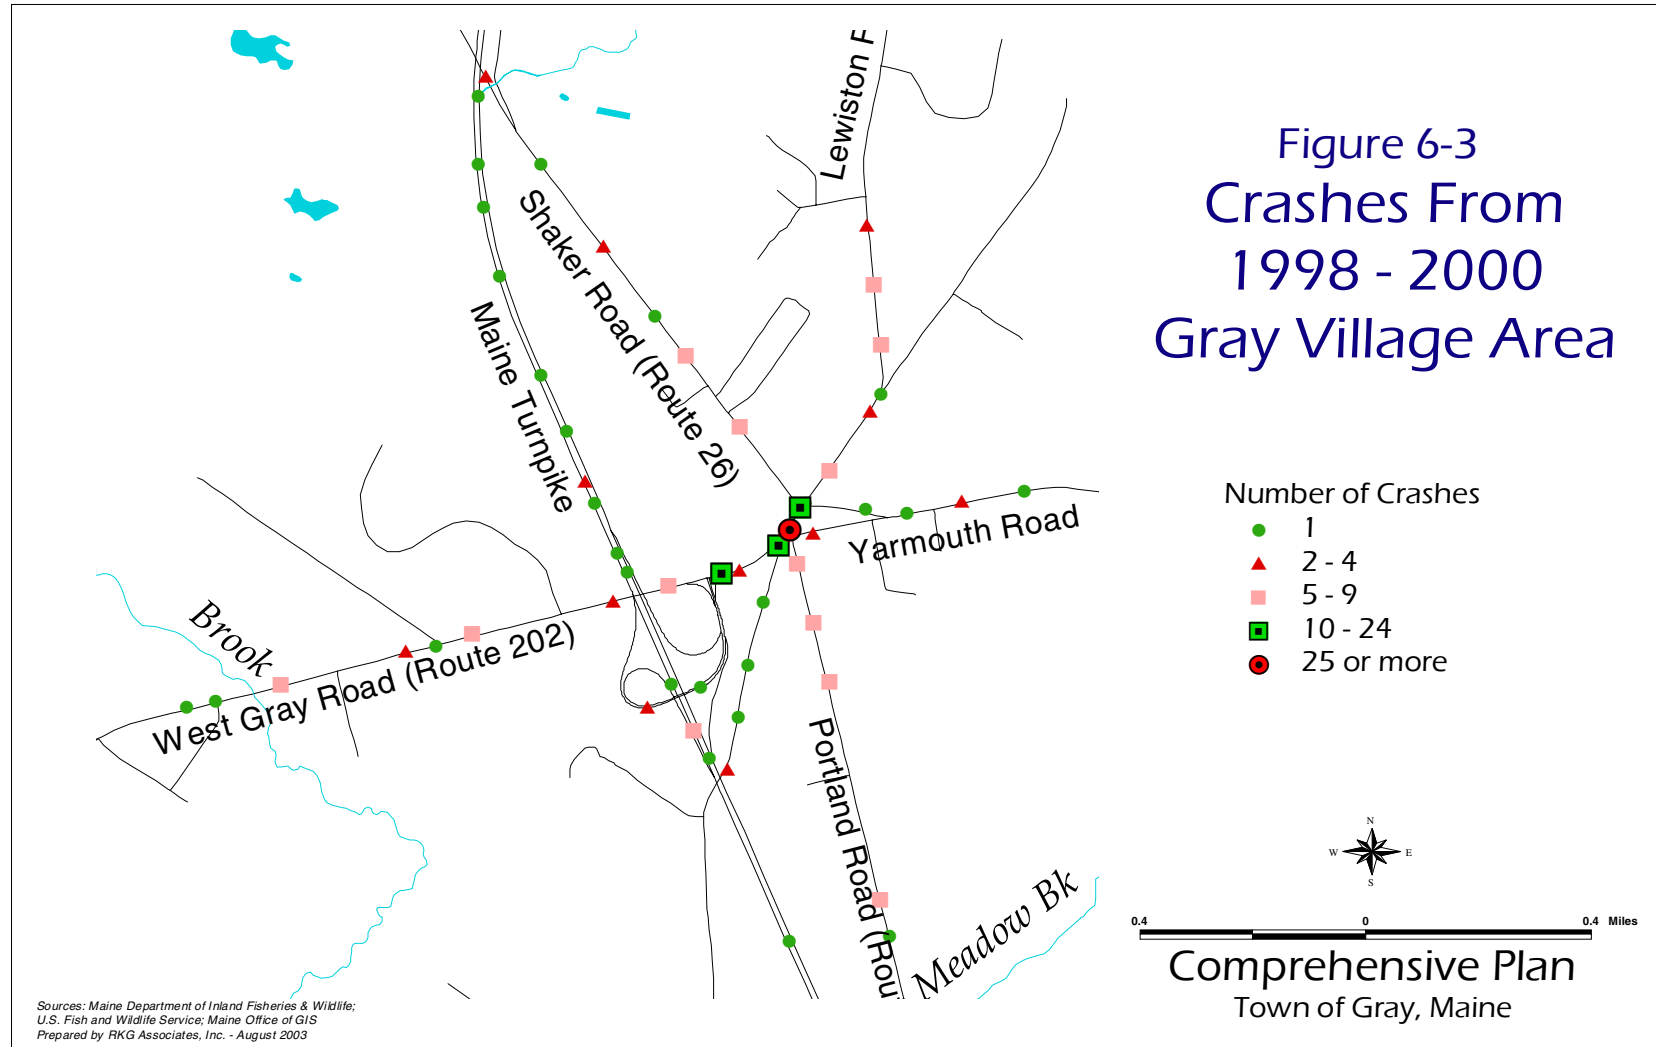 Figure 6-3
Crashes From
1998 - 2000
Gray Village Area
Lewiston R
Shaker Road (Route 26)
Maine Turnpike
Yarmouth Road
Brook
West Gray Road (Route 202)
Portland Road (Rou
Meadow Bk
Number of Crashes
1
2 - 4
5 - 9
10 - 24
25 or more
N
W E
S
0.4 0 0.4 Miles
Comprehensive Plan
Town of Gray, Maine
Sources: Maine Department of Inland Fisheries & Wildlife;
U.S. Fish and Wildlife Service; Maine Office of GIS
Prepared by RKG Associates, Inc. - August 2003